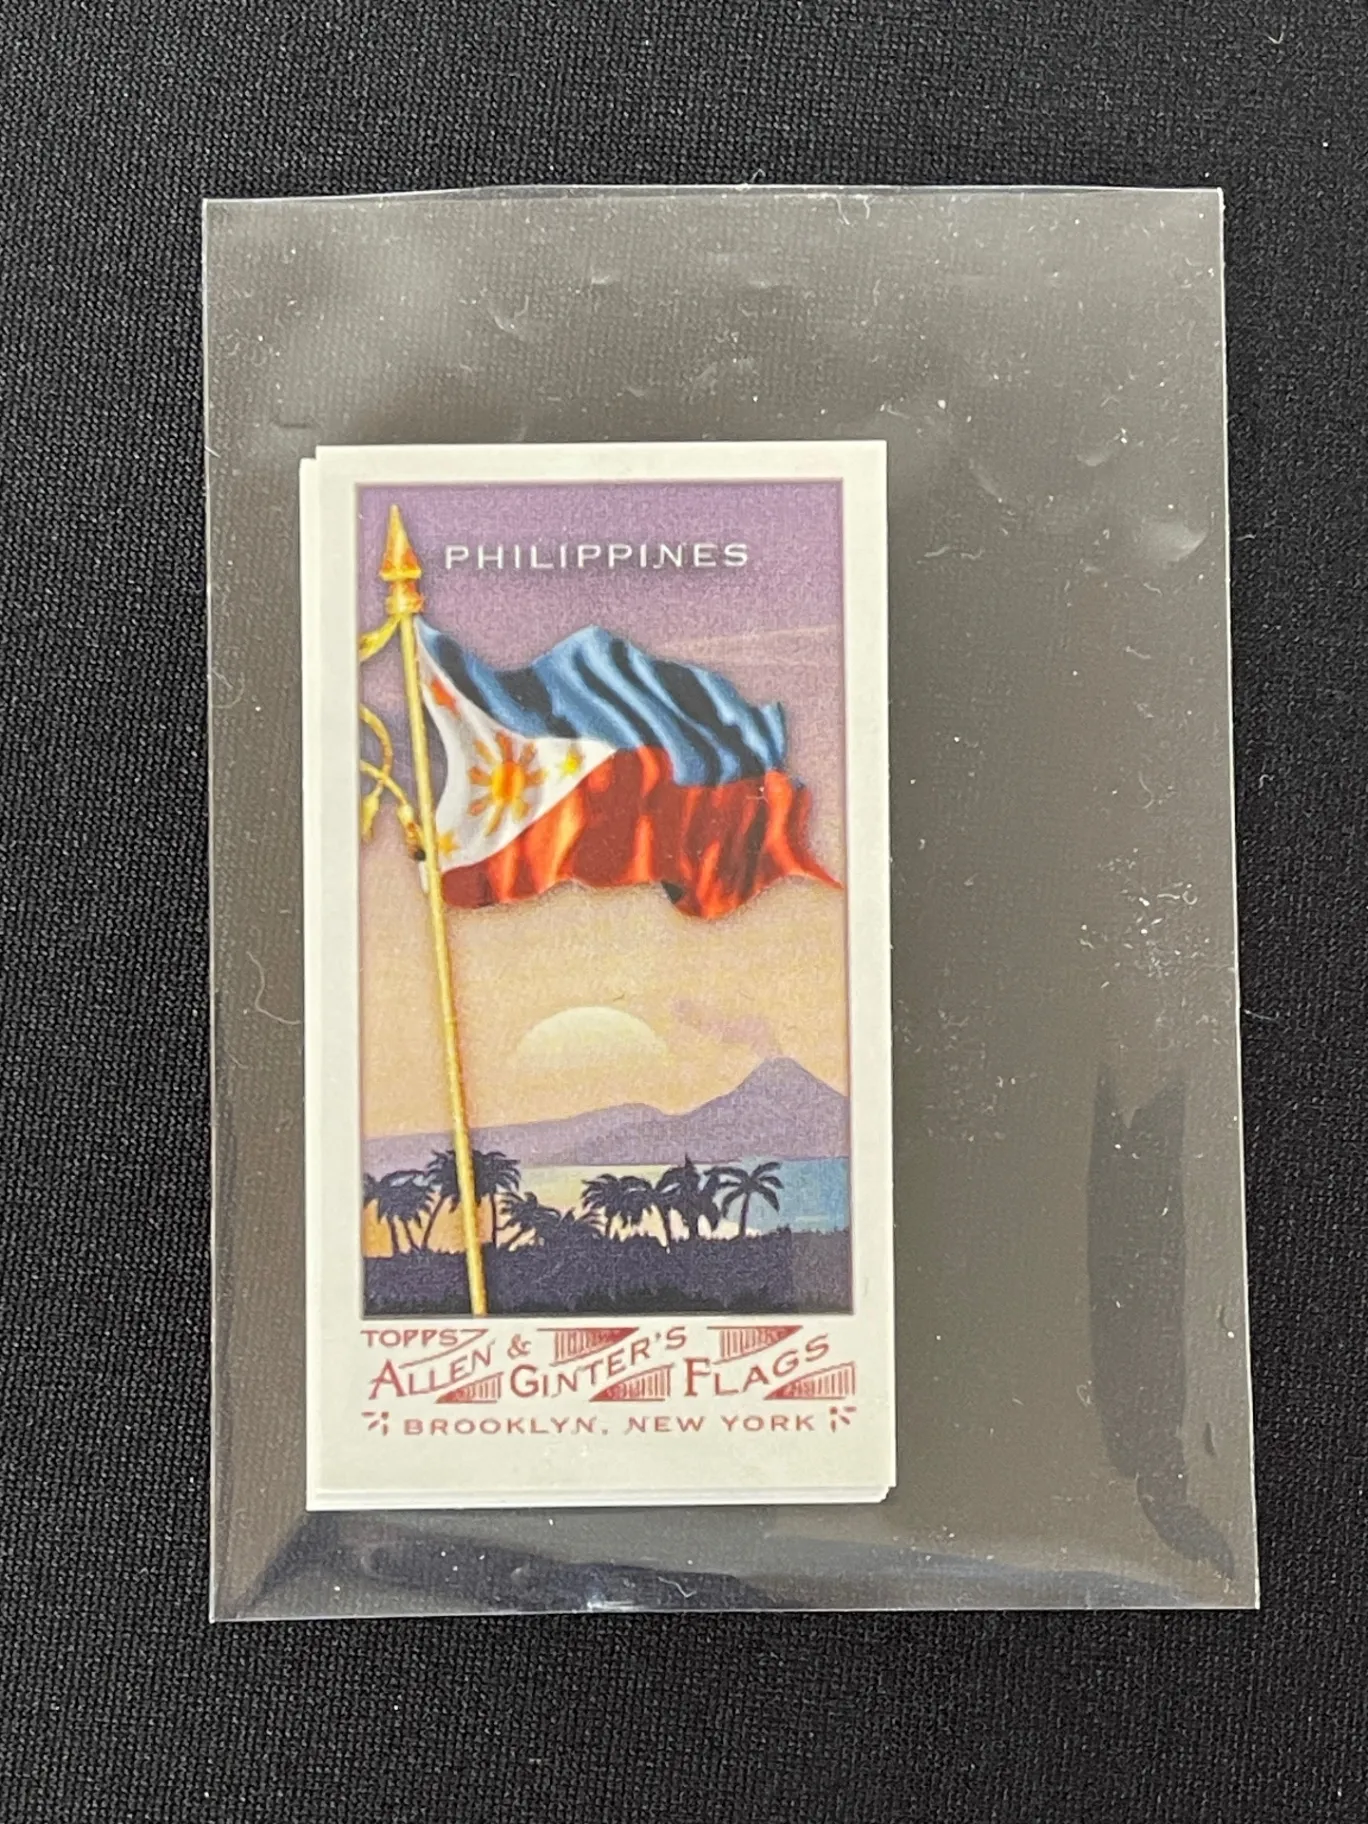 PHILIPPINES
TOPPS
ALLEN & GINTER'S FLAGS
BROOKLYN, NEW YORK